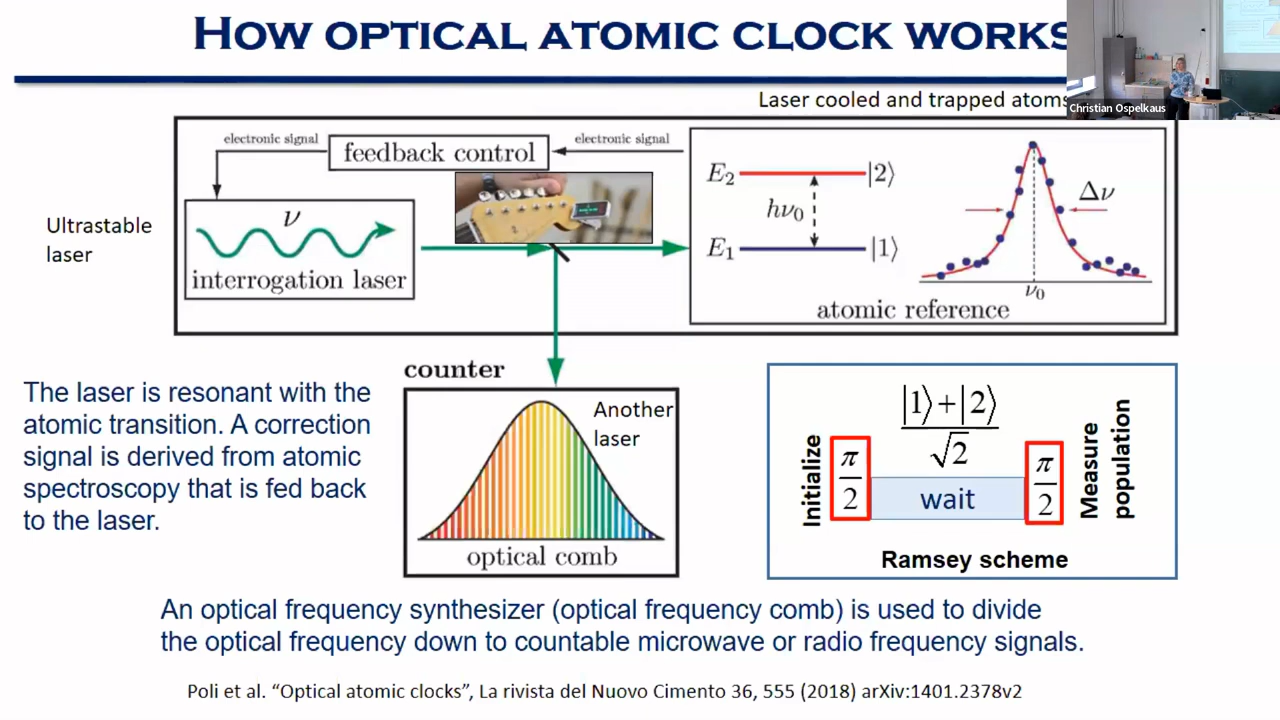 HOW OPTICAL ATOMIC CLOCK WORKS
Christian Ospelkaus
Laser cooled and trapped atoms
electronic signal
feedback control
electronic signal
Ultrastable
laser
ν
interrogation laser
E₂
|2⟩
hν₀
E₁
|1⟩
Δν
ν₀
atomic reference
The laser is resonant with the
atomic transition. A correction
signal is derived from atomic
spectroscopy that is fed back
to the laser.
counter
Another
laser
optical comb
Initialize
π/2
|1⟩+|2⟩/√2
wait
π/2
Measure
population
Ramsey scheme
An optical frequency synthesizer (optical frequency comb) is used to divide
the optical frequency down to countable microwave or radio frequency signals.
Poli et al. “Optical atomic clocks”, La rivista del Nuovo Cimento 36, 555 (2018) arXiv:1401.2378v2